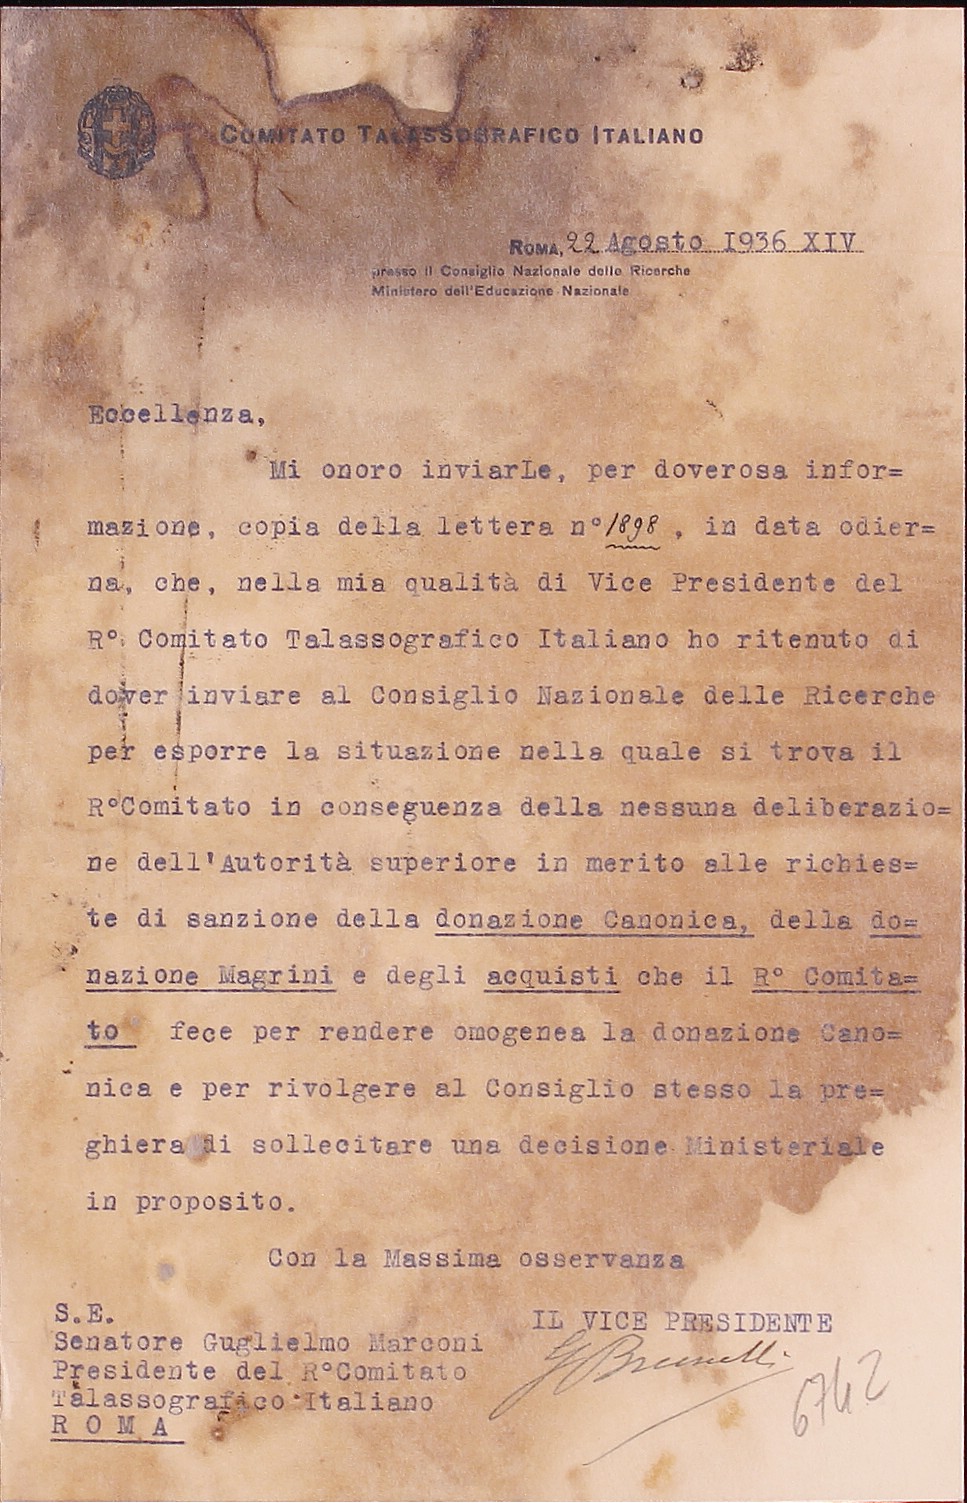 COMITATO TALASSOGRAFICO ITALIANO
ROMA, 22 Agosto 1936 XIV
presso il Consiglio Nazionale delle Ricerche
Ministero dell'Educazione Nazionale
Eccellenza,
Mi onoro inviarLe, per doverosa infor=
mazione, copia della lettera n° 1898 , in data odier=
na, che, nella mia qualità di Vice Presidente del
R° Comitato Talassografico Italiano ho ritenuto di
dover inviare al Consiglio Nazionale delle Ricerche
per esporre la situazione nella quale si trova il
R°Comitato in conseguenza della nessuna deliberazio=
ne dell'Autorità superiore in merito alle richies=
te di sanzione della donazione Canonica, della do=
nazione Magrini e degli acquisti che il R° Comita=
to fece per rendere omogenea la donazione Cano=
nica e per rivolgere al Consiglio stesso la pre=
ghiera di sollecitare una decisione Ministeriale
in proposito.
Con la Massima osservanza
IL VICE PRESIDENTE
G Brunelli
S.E.
Senatore Guglielmo Marconi
Presidente del R°Comitato
Talassografico Italiano
R O M A
6742